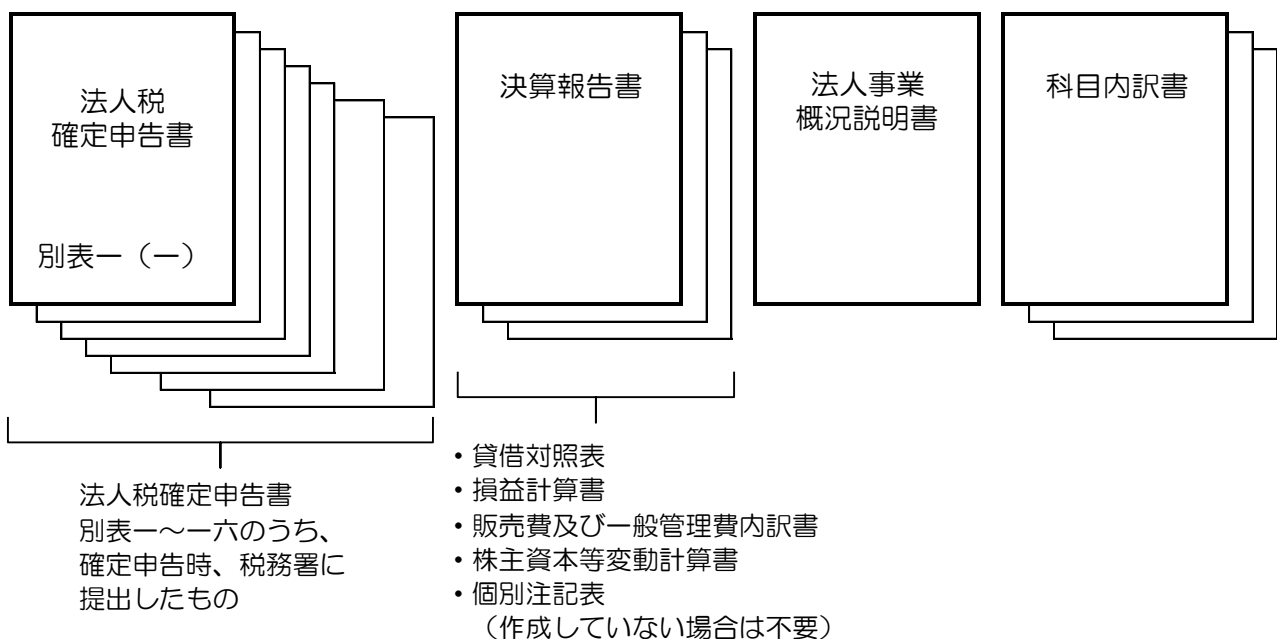 法人税
確定申告書
別表一（一）
決算報告書
法人事業
概況説明書
科目内訳書
法人税確定申告書
別表一～一六のうち、
確定申告時、税務署に
提出したもの
・貸借対照表
・損益計算書
・販売費及び一般管理費内訳書
・株主資本等変動計算書
・個別注記表
（作成していない場合は不要）